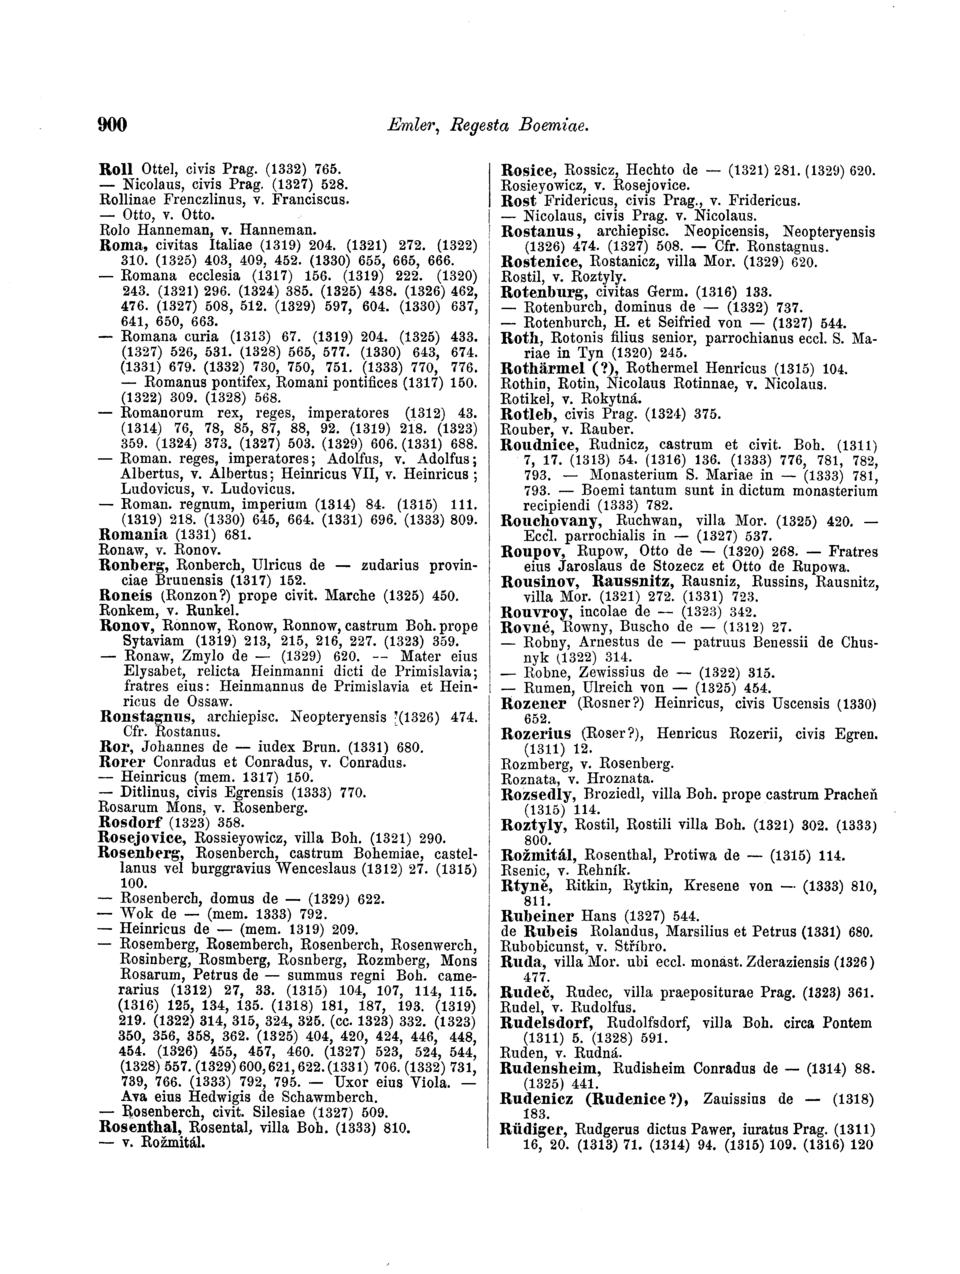 900
Emler, Regesta Boemiae.
Roll Ottel, civis Prag. (1332) 765.
— Nicolaus, civis Prag. (1327) 528.
Rollinae Frenczlinus, v. Franciscus.
— Otto, v. Otto.
Rolo Hanneman, v. Hanneman.
Roma, civitas Italiae (1319) 204. (1321) 272. (1322)
310. (1325) 403, 409, 452. (1330) 655, 665, 666.
— Romana ecclesia (1317) 156. (1319) 222. (1320)
243. (1321) 296. (1324) 385. (1325) 438. (1326) 462,
476. (1327) 508, 512. (1329) 597, 604. (1330) 637,
641, 650, 663.
— Romana curia (1313) 67. (1319) 204. (1325) 433.
(1327) 526, 531. (1328) 565, 577. (1330) 643, 674.
(1331) 679. (1332) 730, 750, 751. (1333) 770, 776.
— Romanus pontifex, Romani pontifices (1317) 150.
(1322) 309. (1328) 568.
— Romanorum rex, reges, imperatores (1312) 43.
(1314) 76, 78, 85, 87, 88, 92. (1319) 218. (1323)
359. (1324) 373. (1327) 503. (1329) 606. (1331) 688.
— Roman. reges, imperatores; Adolfus, v. Adolfus;
Albertus, v. Albertus; Heinricus VII, v. Heinricus ;
Ludovicus, v. Ludovicus.
— Roman. regnum, imperium (1314) 84. (1315) 111.
(1319) 218. (1330) 645, 664. (1331) 696. (1333) 809.
Romania (1331) 681.
Ronaw, v. Ronov.
Ronberg, Ronberch, Ulricus de — zudarius provin-
ciae Brunensis (1317) 152.
Roneis (Ronzon?) prope civit. Marche (1325) 450.
Ronkem, v. Runkel.
Ronov, Ronnow, Ronow, Ronnow, castrum Boh. prope
Sytaviam (1319) 213, 215, 216, 227. (1323) 359.
— Ronaw, Zmylo de — (1329) 620. — Mater eius
Elysabet, relicta Heinmanni dicti de Primislavia;
fratres eius: Heinmannus de Primislavia et Hein-
ricus de Ossaw.
Ronstagnus, archiepisc. Neopteryensis (1326) 474.
Cfr. Rostanus.
Ror, Johannes de — iudex Brun. (1331) 680.
Rorer Conradus et Conradus, v. Conradus.
— Heinricus (mem. 1317) 150.
— Ditlinus, civis Egrensis (1333) 770.
Rosarum Mons, v. Rosenberg.
Rosdorf (1323) 358.
Rosejovice, Rossieyowicz, villa Boh. (1321) 290.
Rosenberg, Rosenberch, castrum Bohemiae, castel-
lanus vel burggravius Wenceslaus (1312) 27. (1315)
100.
— Rosenberch, domus de — (1329) 622.
— Wok de — (mem. 1333) 792.
— Heinricus de — (mem. 1319) 209.
— Rosemberg, Rosemberch, Rosenberch, Rosenwerch,
Rosinberg, Rosmberg, Rosnberg, Rozmberg, Mons
Rosarum, Petrus de — summus regni Boh. came-
rarius (1312) 27, 33. (1315) 104, 107, 114, 115.
(1316) 125, 134, 135. (1318) 181, 187, 193. (1319)
219. (1322) 314, 315, 324, 325. (cc. 1323) 332. (1323)
350, 356, 358, 362. (1325) 404, 420, 424, 446, 448,
454. (1326) 455, 457, 460. (1327) 523, 524, 544,
(1328) 557. (1329) 600, 621, 622. (1331) 706. (1332) 731,
739, 766. (1333) 792, 795. — Uxor eius Viola. —
Ava eius Hedwigis de Schawmberch.
— Rosenberch, civit. Silesiae (1327) 509.
Rosenthal, Rosental, villa Boh. (1333) 810.
— v. Rožmitál.
Rosice, Rossicz, Hechto de — (1321) 281. (1329) 620.
Rosieyowicz, v. Rosejovice.
Rost Fridericus, civis Prag., v. Fridericus.
— Nicolaus, civis Prag. v. Nicolaus.
Rostanus, archiepisc. Neopicensis, Neopteryensis
(1326) 474. (1327) 508. — Cfr. Ronstagnus.
Rostenice, Rostanicz, villa Mor. (1329) 620.
Rostil, v. Roztyly.
Rotenburg, civitas Germ. (1316) 133.
— Rotenburch, dominus de — (1332) 737.
— Rotenburch, H. et Seifried von — (1327) 544.
Roth, Rotonis filius senior, parrochianus eccl. S. Ma-
riae in Tyn (1320) 245.
Rothärmel (?), Rothermel Henricus (1315) 104.
Rothin, Rotin, Nicolaus Rotinnae, v. Nicolaus.
Rotikel, v. Rokytná.
Rotleb, civis Prag. (1324) 375.
Rouber, v. Rauber.
Roudnice, Rudnicz, castrum et civit. Boh. (1311)
7, 17. (1313) 54. (1316) 136. (1333) 776, 781, 782,
793. — Monasterium S. Mariae in — (1333) 781,
793. — Boemi tantum sunt in dictum monasterium
recipiendi (1333) 782.
Rouchovany, Ruchwan, villa Mor. (1325) 420. —
Eccl. parrochialis in — (1327) 537.
Roupov, Rupow, Otto de — (1320) 268. — Fratres
eius Jaroslaus de Stozecz et Otto de Rupowa.
Rousinov, Raussnitz, Rausniz, Russins, Rausnitz,
villa Mor. (1321) 272. (1331) 723.
Rouvroy, incolae de — (1323) 342.
Rovné, Rowny, Buscho de — (1312) 27.
— Robny, Arnestus de — patruus Benessii de Chus-
nyk (1322) 314.
— Robne, Zewissius de — (1322) 315.
— Rumen, Ulreich von — (1325) 454.
Rozener (Rosner?) Heinricus, civis Uscensis (1330)
652.
Rozerius (Roser?), Henricus Rozerii, civis Egren.
(1311) 12.
Rozmberg, v. Rosenberg.
Roznata, v. Hroznata.
Rozsedly, Broziedl, villa Boh. prope castrum Pracheň
(1315) 114.
Roztyly, Rostil, Rostili villa Boh. (1321) 302. (1333)
800.
Rožmitál, Rosenthal, Protiwa de — (1315) 114.
Rsenic, v. Rehník.
Rtyně, Ritkin, Rytkin, Kresene von — (1333) 810,
811.
Rubeiner Hans (1327) 544.
de Rubeis Rolandus, Marsilius et Petrus (1331) 680.
Rubobicunst, v. Stříbro.
Ruda, villa Mor. ubi eccl. monast. Zderaziensis (1326)
477.
Rudeč, Rudec, villa praepositurae Prag. (1323) 361.
Rudel, v. Rudolfus.
Rudelsdorf, Rudolfsdorf, villa Boh. circa Pontem
(1311) 5. (1328) 591.
Ruden, v. Rudná.
Rudensheim, Rudisheim Conradus de — (1314) 88.
(1325) 441.
Rudenicz (Rudenice?), Zauissius de — (1318)
183.
Rüdiger, Rudgerus dictus Pawer, iuratus Prag. (1311)
16, 20. (1313) 71. (1314) 94. (1315) 109. (1316) 120